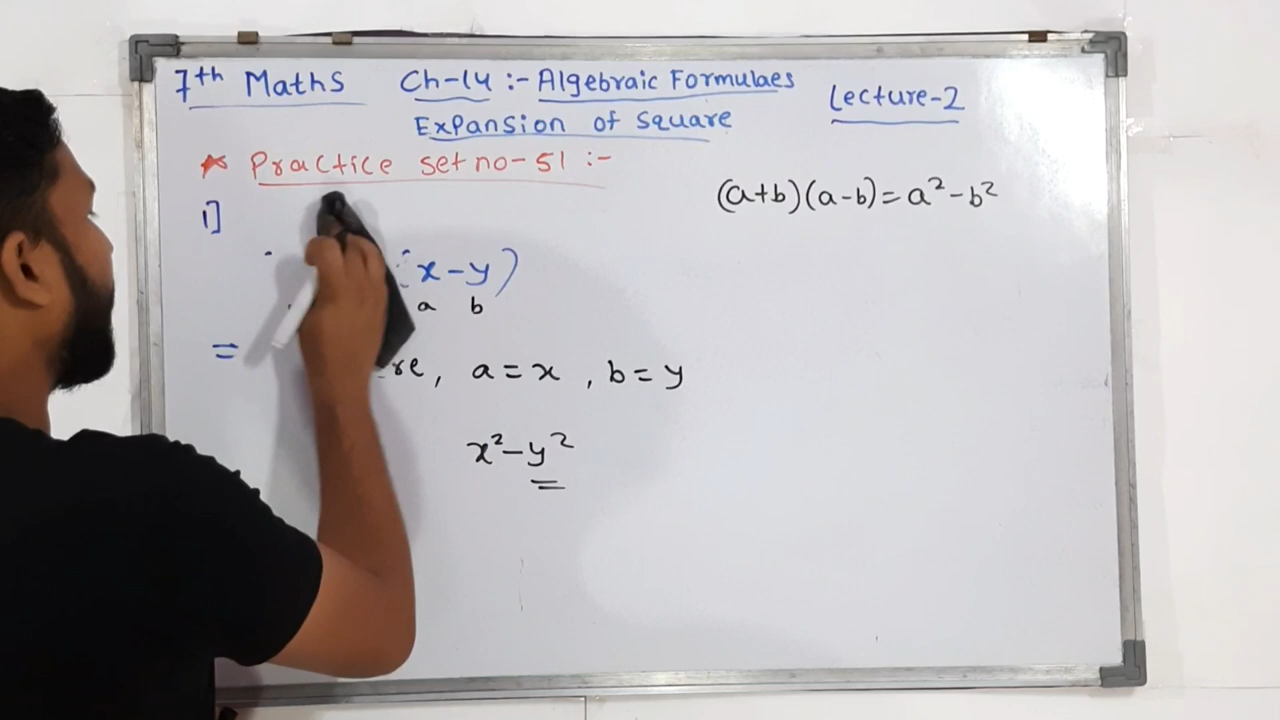 7th Maths Ch-14 :- Algebraic Formulaes Lecture-2
Expansion of square
* Practice set no-51 :-
(a+b)(a-b)=a²-b²
1]
(x-y)
a b
=
re, a=x , b=y
x²-y²